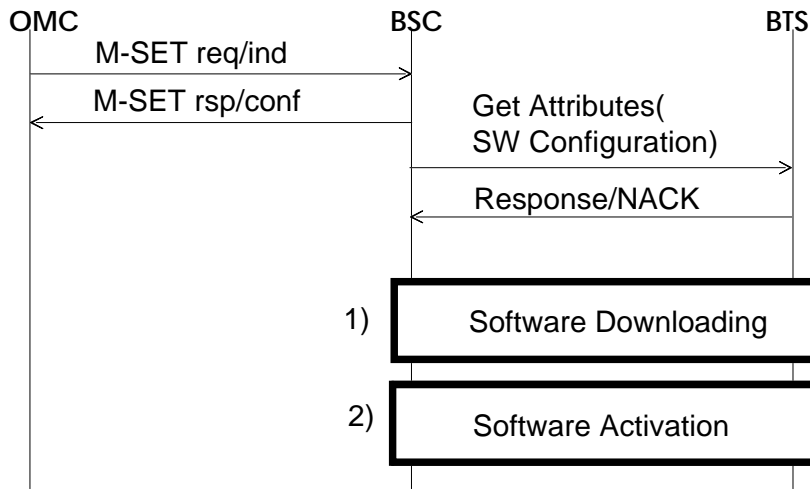 OMC BSC BTS
M-SET req/ind
M-SET rsp/conf
Get Attributes(
SW Configuration)
Response/NACK
1) Software Downloading
2) Software Activation